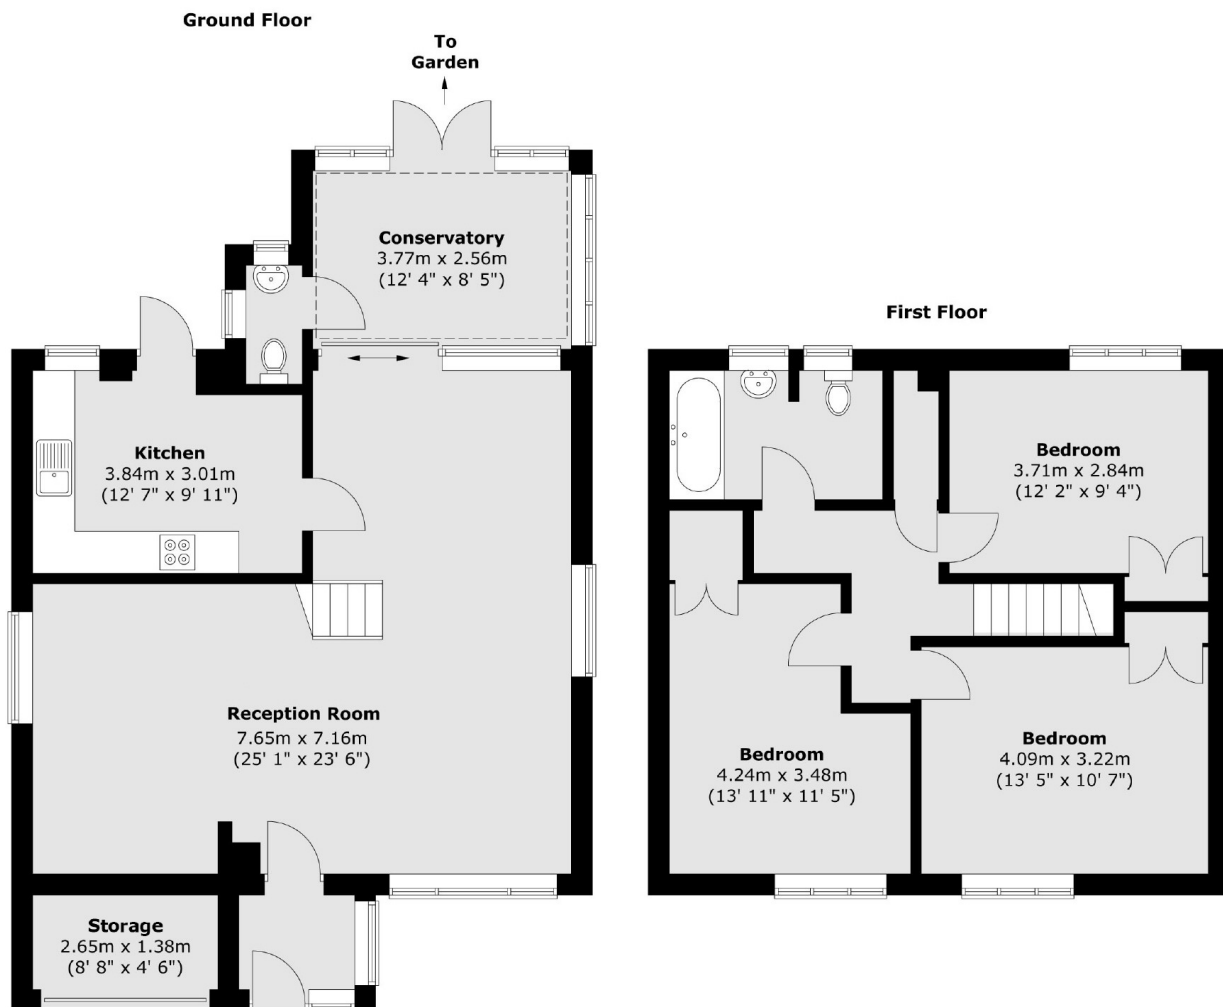 Ground Floor
To
Garden
Conservatory
3.77m x 2.56m
(12' 4" x 8' 5")
Kitchen
3.84m x 3.01m
(12' 7" x 9' 11")
Reception Room
7.65m x 7.16m
(25' 1" x 23' 6")
Storage
2.65m x 1.38m
(8' 8" x 4' 6")
First Floor
Bedroom
3.71m x 2.84m
(12' 2" x 9' 4")
Bedroom
4.24m x 3.48m
(13' 11" x 11' 5")
Bedroom
4.09m x 3.22m
(13' 5" x 10' 7")